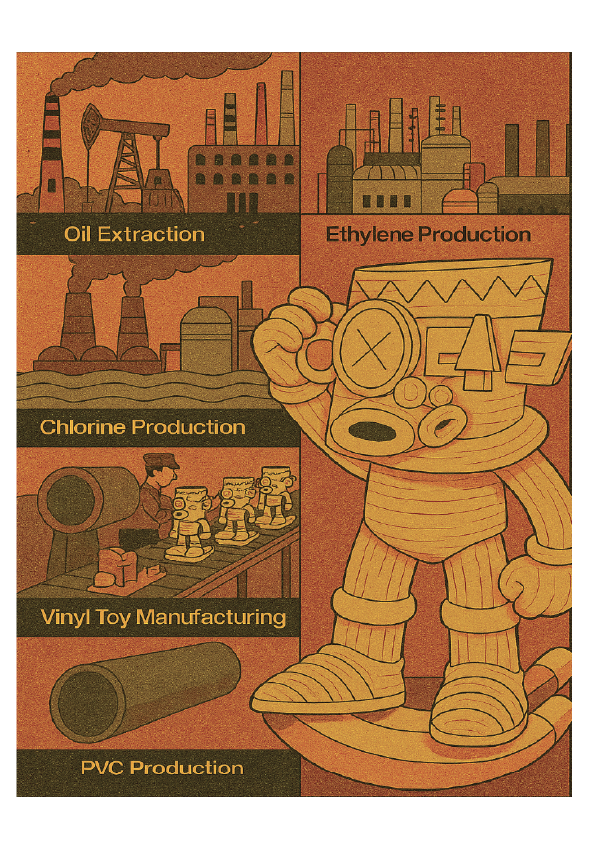 Oil Extraction
Ethylene Production
Chlorine Production
Vinyl Toy Manufacturing
PVC Production